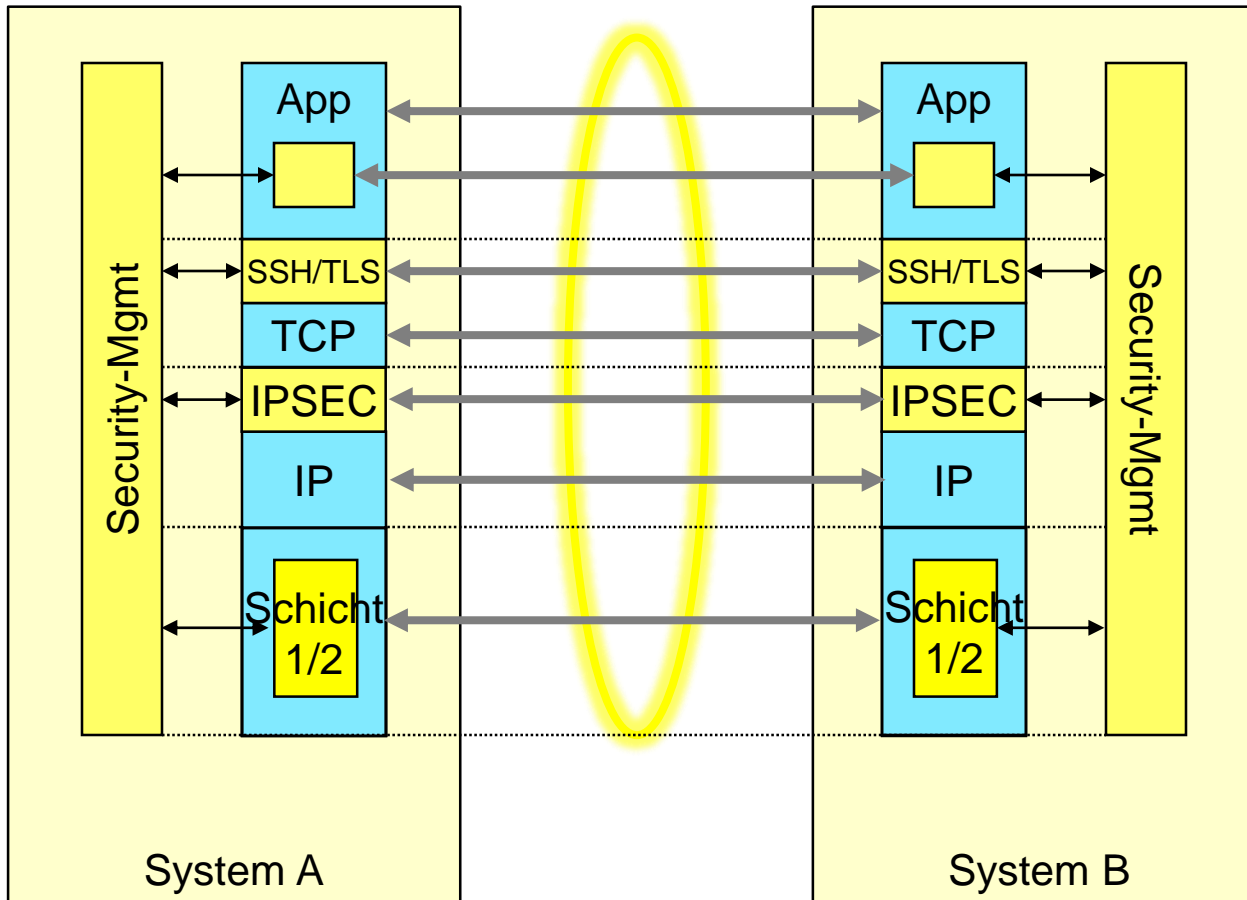 App
SSH/TLS
TCP
IPSEC
IP
Schicht
1/2
Security-Mgmt
System A
App
SSH/TLS
TCP
IPSEC
IP
Schicht
1/2
Security-Mgmt
System B